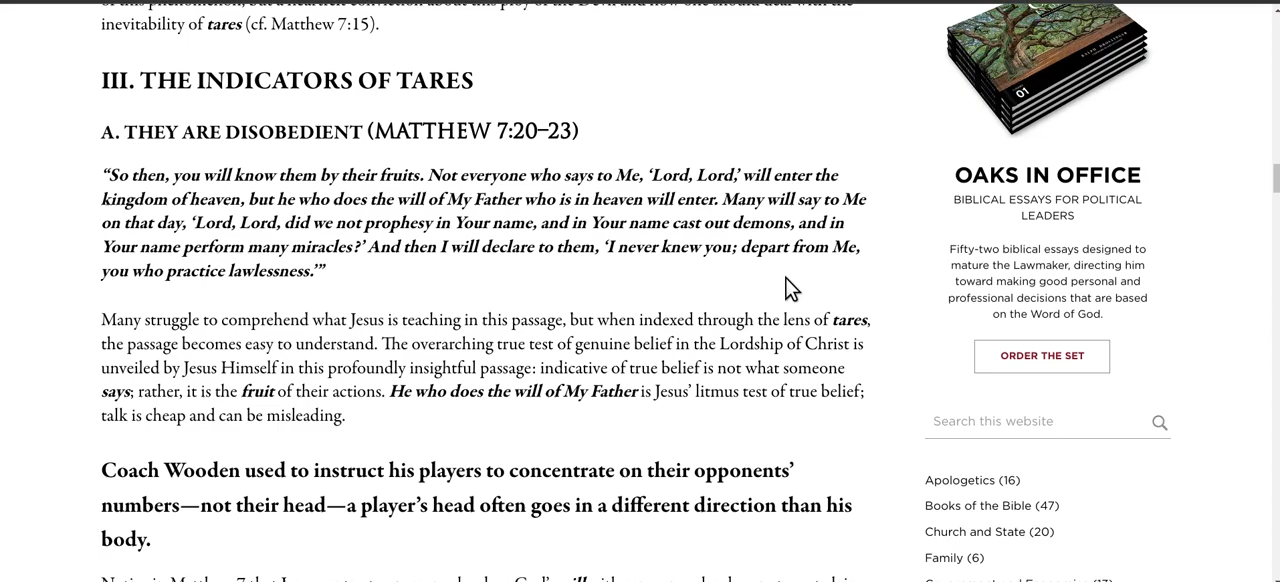 inevitability of tares (cf. Matthew 7:15).
III. THE INDICATORS OF TARES
A. THEY ARE DISOBEDIENT (MATTHEW 7:20–23)
“So then, you will know them by their fruits. Not everyone who says to Me, ‘Lord, Lord,’ will enter the
kingdom of heaven, but he who does the will of My Father who is in heaven will enter. Many will say to Me
on that day, ‘Lord, Lord, did we not prophesy in Your name, and in Your name cast out demons, and in
Your name perform many miracles?’ And then I will declare to them, ‘I never knew you; depart from Me,
you who practice lawlessness.’”
Many struggle to comprehend what Jesus is teaching in this passage, but when indexed through the lens of tares,
the passage becomes easy to understand. The overarching true test of genuine belief in the Lordship of Christ is
unveiled by Jesus Himself in this profoundly insightful passage: indicative of true belief is not what someone
says; rather, it is the fruit of their actions. He who does the will of My Father is Jesus’ litmus test of true belief;
talk is cheap and can be misleading.
Coach Wooden used to instruct his players to concentrate on their opponents’
numbers—not their head—a player’s head often goes in a different direction than his
body.
01
OAKS IN OFFICE
BIBLICAL ESSAYS FOR POLITICAL
LEADERS
Fifty-two biblical essays designed to
mature the Lawmaker, directing him
toward making good personal and
professional decisions that are based
on the Word of God.
ORDER THE SET
Search this website
Apologetics (16)
Books of the Bible (47)
Church and State (20)
Family (6)